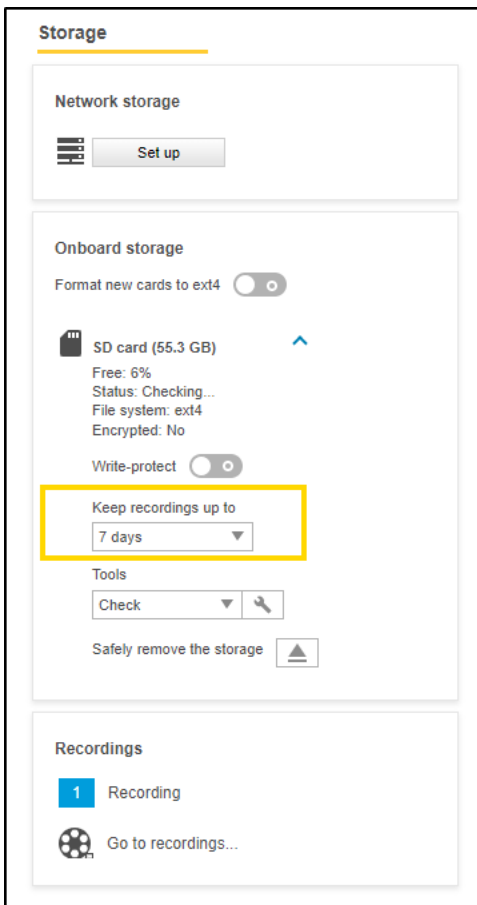 Storage
Network storage
Set up
Onboard storage
Format new cards to ext4
SD card (55.3 GB)
Free: 6%
Status: Checking...
File system: ext4
Encrypted: No
Write-protect
Keep recordings up to
7 days
Tools
Check
Safely remove the storage
Recordings
1 Recording
Go to recordings...